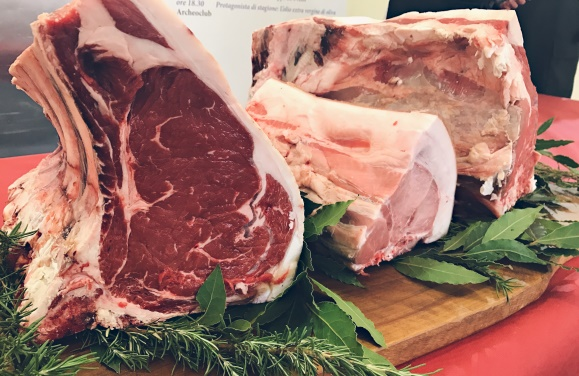 ore 18.30
Protagonista di stagione: l'olio extra vergine di oliva
Archeoclub